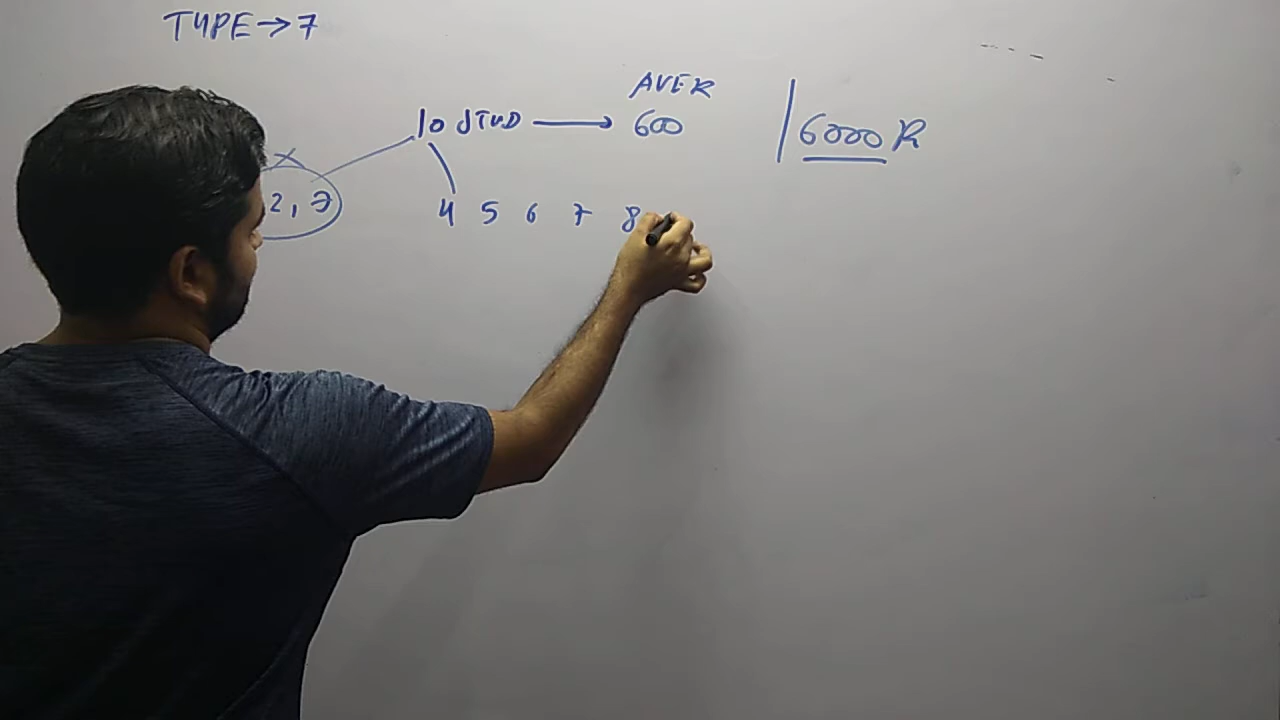 TYPE → 7
AVER
10 STUD → 600 | 6000 R
2, 3
4 5 6 7 8